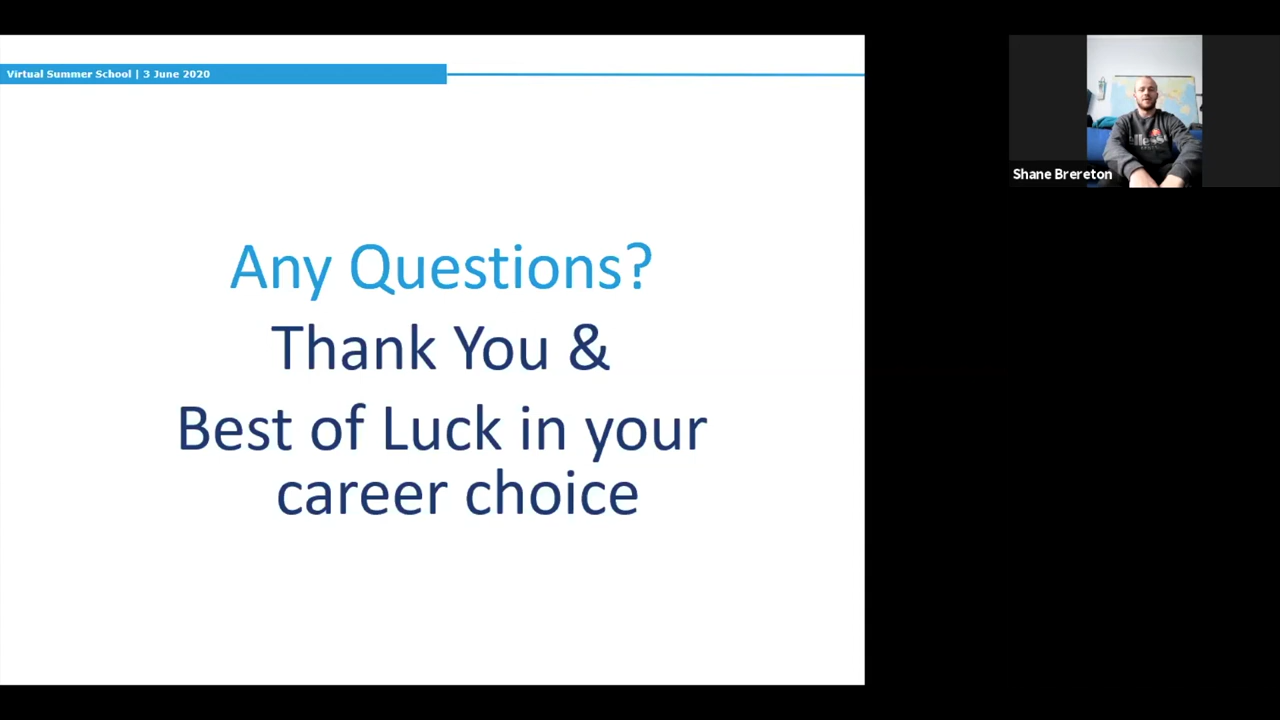 Virtual Summer School | 3 June 2020
Any Questions?
Thank You &
Best of Luck in your
career choice
Shane Brereton